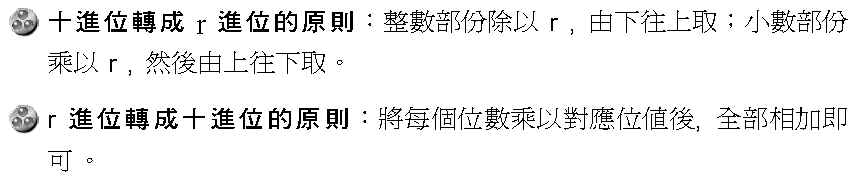 十進位轉成 r 進位的原則：整數部份除以 r , 由下往上取；小數部份
乘以 r , 然後由上往下取。
r 進位轉成十進位的原則：將每個位數乘以對應位值後, 全部相加即
可。